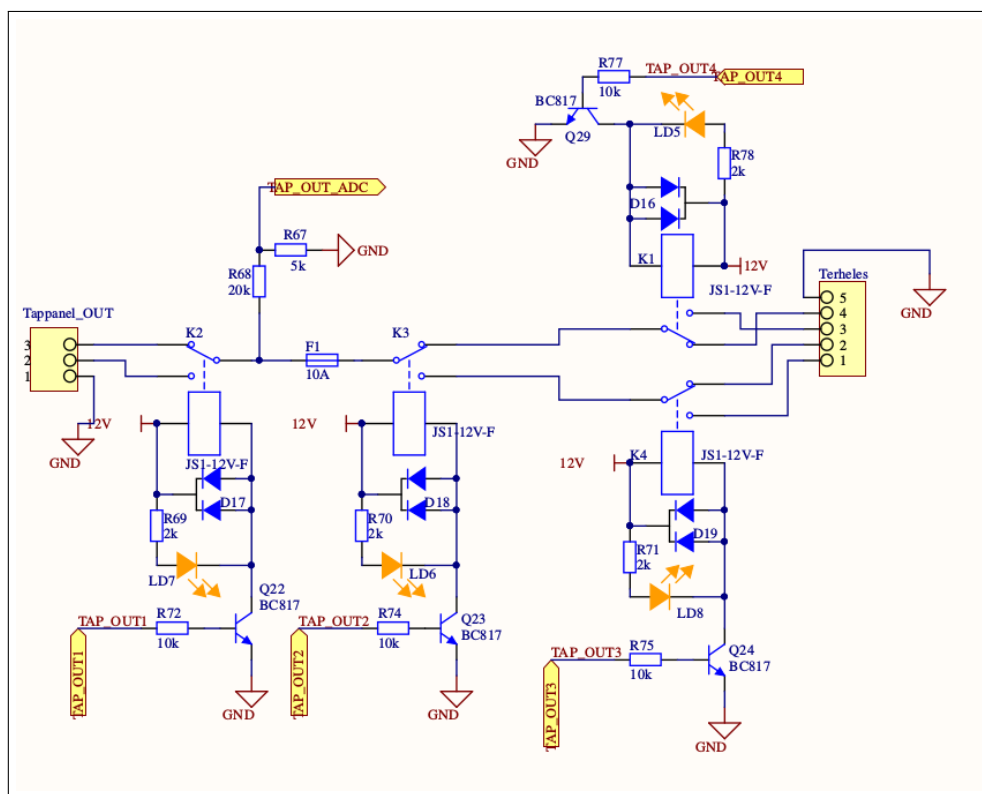 R77
TAP_OUT4
TAP_OUT4
10k
BC817
Q29
LD5
GND
R78
2k
TAP_OUT_ADC
D16
R67
GND
5k
R68
20k
K1
12V
JS1-12V-F
Terheles
5
4
3
2
1
GND
Tappanel_OUT
3
2
1
K2
F1
10A
K3
12V
GND
JS1-12V-F
12V
JS1-12V-F
12V
K4
JS1-12V-F
D17
R69
2k
LD7
D18
R70
2k
LD6
D19
R71
2k
LD8
TAP_OUT1
R72
10k
Q22
BC817
TAP_OUT1
GND
TAP_OUT2
R74
10k
Q23
BC817
TAP_OUT2
GND
TAP_OUT3
R75
10k
Q24
BC817
TAP_OUT3
GND